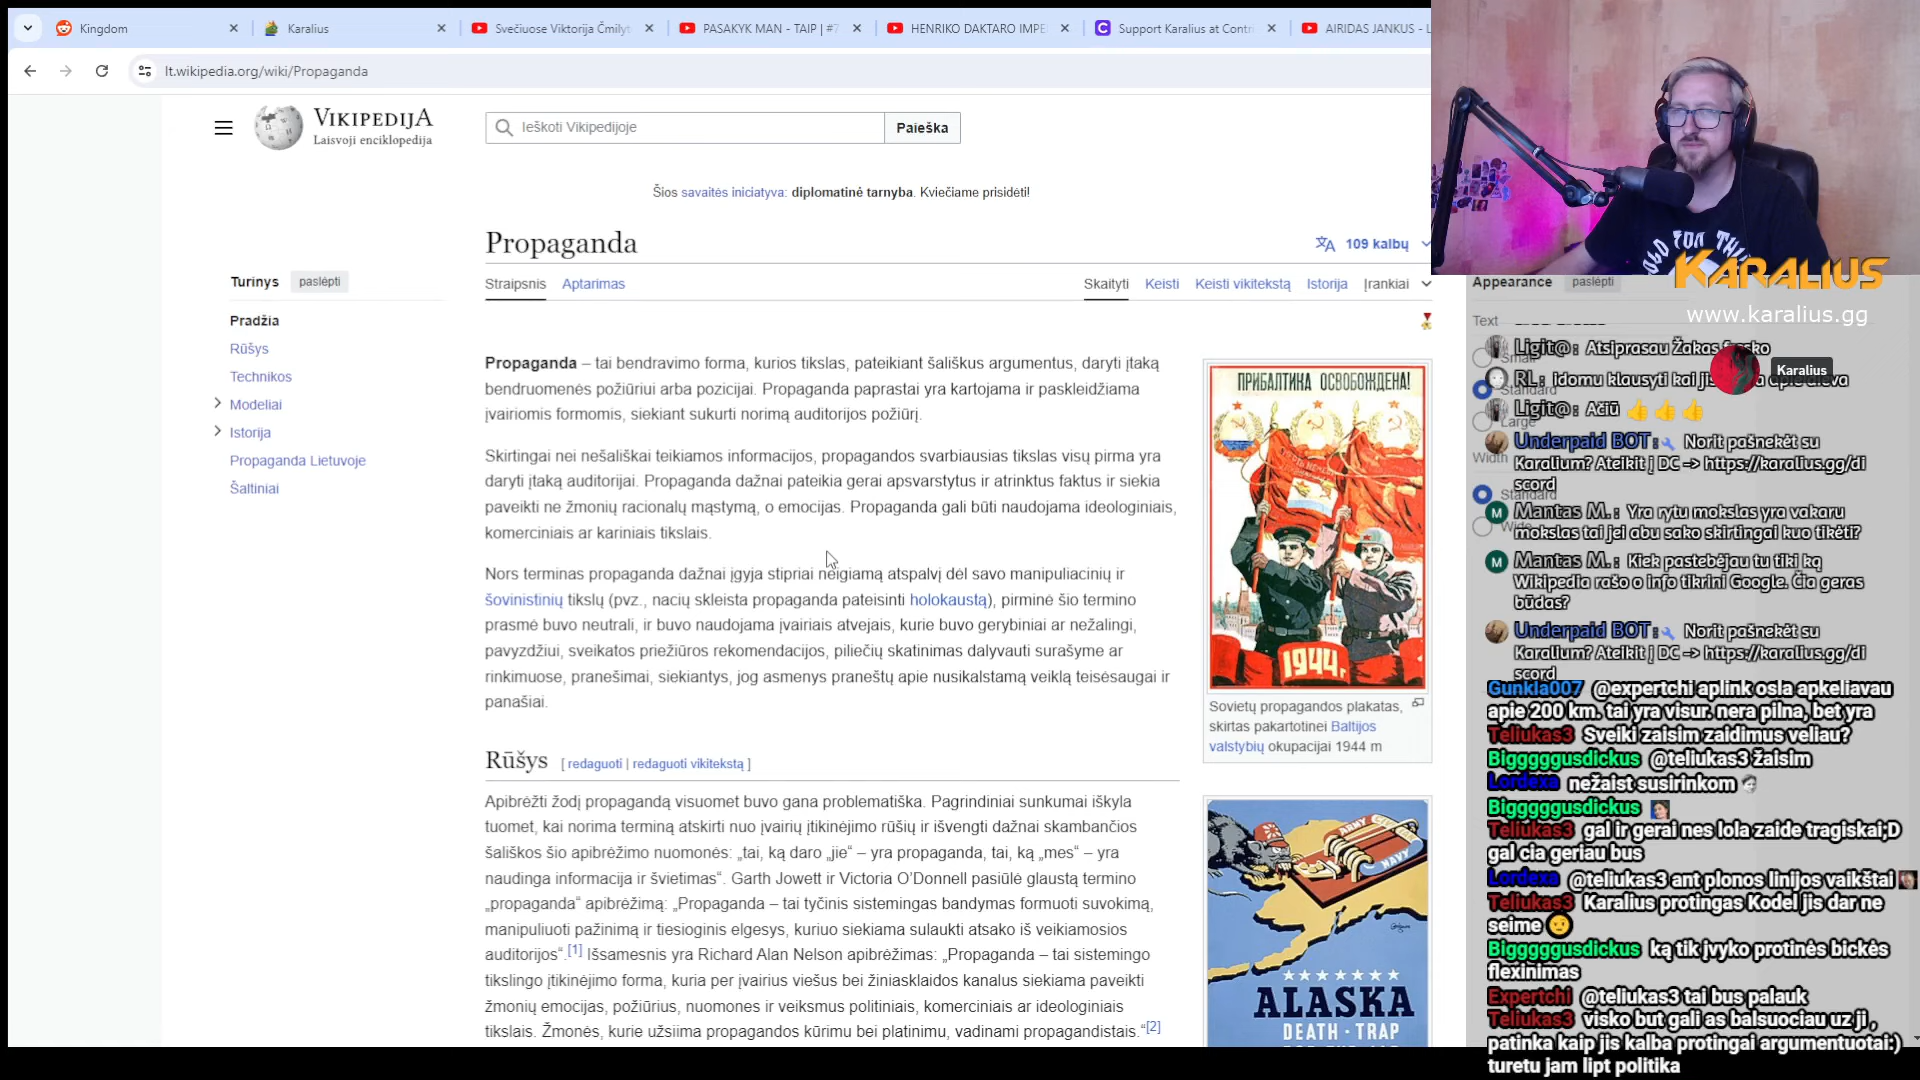 Kingdom
Karalius
Svečiuose Viktorija Čmilyt
PASAKYK MAN - TAIP | #7
HENRIKO DAKTARO IMPE
Support Karalius at Contr
AIRIDAS JANKUS - L
lt.wikipedia.org/wiki/Propaganda
VIKIPEDIJA
Laisvoji enciklopedija
Ieškoti Vikipedijoje
Paieška
Šios savaitės iniciatyva: diplomatinė tarnyba. Kviečiame prisidėti!
Propaganda
109 kalbų
Straipsnis Aptarimas
Skaityti Keisti Keisti vikitekstą Istorija Įrankiai
Turinys paslėpti
Pradžia
Rūšys
Technikos
Modeliai
Istorija
Propaganda Lietuvoje
Šaltiniai
Propaganda – tai bendravimo forma, kurios tikslas, pateikiant šališkus argumentus, daryti įtaką
bendruomenės požiūriui arba pozicijai. Propaganda paprastai yra kartojama ir paskleidžiama
įvairiomis formomis, siekiant sukurti norimą auditorijos požiūrį.
Skirtingai nei nešališkai teikiamos informacijos, propagandos svarbiausias tikslas visų pirma yra
daryti įtaką auditorijai. Propaganda dažnai pateikia gerai apsvarstytus ir atrinktus faktus ir siekia
paveikti ne žmonių racionalų mąstymą, o emocijas. Propaganda gali būti naudojama ideologiniais,
komerciniais ar kariniais tikslais.
Nors terminas propaganda dažnai įgyja stipriai neigiamą atspalvį dėl savo manipuliacinių ir
šovinistinių tikslų (pvz., nacių skleista propaganda pateisinti holokaustą), pirminė šio termino
prasmė buvo neutrali, ir buvo naudojama įvairiais atvejais, kurie buvo gerybiniai ar nežalingi,
pavyzdžiui, sveikatos priežiūros rekomendacijos, piliečių skatinimas dalyvauti surašyme ar
rinkimuose, pranešimai, siekiantys, jog asmenys praneštų apie nusikalstamą veiklą teisėsaugai ir
panašiai.
Rūšys [ redaguoti | redaguoti vikitekstą ]
Apibrėžti žodį propagandą visuomet buvo gana problematiška. Pagrindiniai sunkumai iškyla
tuomet, kai norima terminą atskirti nuo įvairių įtikinėjimo rūšių ir išvengti dažnai skambančios
šališkos šio apibrėžimo nuomonės: „tai, ką daro „jie“ – yra propaganda, tai, ką „mes“ – yra
naudinga informacija ir švietimas“. Garth Jowett ir Victoria O’Donnell pasiūlė glaustą termino
„propaganda“ apibrėžimą: „Propaganda – tai tyčinis sistemingas bandymas formuoti suvokimą,
manipuliuoti pažinimą ir tiesioginis elgesys, kuriuo siekiama sulaukti atsako iš veikiamosios
auditorijos“.[1] Išsamesnis yra Richard Alan Nelson apibrėžimas: „Propaganda – tai sistemingo
tikslingo įtikinėjimo forma, kuria per įvairius viešus bei žiniasklaidos kanalus siekiama paveikti
žmonių emocijas, požiūrius, nuomones ir veiksmus politiniais, komerciniais ar ideologiniais
tikslais. Žmonės, kurie užsiima propagandos kūrimu bei platinimu, vadinami propagandistais.“[2]
ПРИБАЛТИКА ОСВОБОЖДЕНА!
1944 г.
Sovietų propagandos plakatas,
skirtas pakartotinei Baltijos
valstybių okupacijai 1944 m
ARMY
NAVY
ALASKA
DEATH · TRAP
KARALIUS
www.karalius.gg
Appearance paslėpti
Text
Small
Standard
Large
Width
Standard
Wide
Karalius
Ligit@: Atsiprasau Žakas fresko
RL: idomu klausyti kai jis
Ligit@: Ačiū 👍👍👍
Underpaid BOT: Norit pašnekėt su
Karalium? Ateikit į DC -> https://karalius.gg/di
scord
Mantas M.: Yra rytu mokslas yra vakaru
mokslas tai jei abu sako skirtingai kuo tikėti?
Mantas M.: Kiek pastebėjau tu tiki ką
Wikipedia rašo o info tikrini Google. Čia geras
būdas?
Underpaid BOT: Norit pašnekėt su
Karalium? Ateikit į DC -> https://karalius.gg/di
scord
Gunkla007 @expertchi aplink osla apkeliavau
apie 200 km. tai yra visur. nera pilna, bet yra
Teliukas3 Sveiki zaisim zaidimus veliau?
Bigggggusdickus @teliukas3 žaisim
Lordexa nežaist susirinkom
Bigggggusdickus
Teliukas3 gal ir gerai nes lola zaide tragiskai;D
gal cia geriau bus
Lordexa @teliukas3 ant plonos linijos vaikštai
Teliukas3 Karalius protingas Kodel jis dar ne
seime 😏
Bigggggusdickus ką tik įvyko protinės bickės
flexinimas
Expertchi @teliukas3 tai bus palauk
Teliukas3 visko but gali as balsuociau uz ji ,
patinka kaip jis kalba protingai argumentuotai:)
turetu jam lipt politika